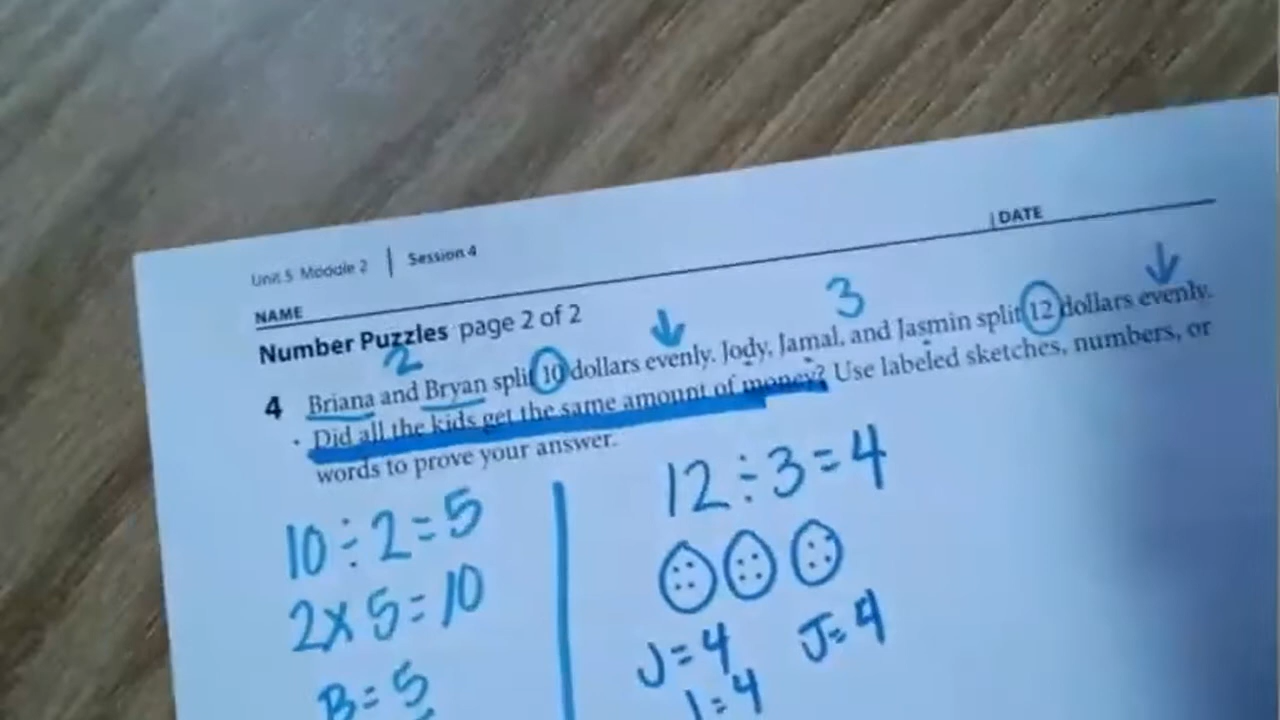 Unit 5 Module 2 | Session 4
NAME | DATE
Number Puzzles page 2 of 2
2 3
4 Briana and Bryan split 10 dollars evenly. Jody, Jamal, and Jasmin split 12 dollars evenly.
Did all the kids get the same amount of money? Use labeled sketches, numbers, or
words to prove your answer.
10÷2=5
2x5=10
B=5
12÷3=4
J=4 J=4
J=4